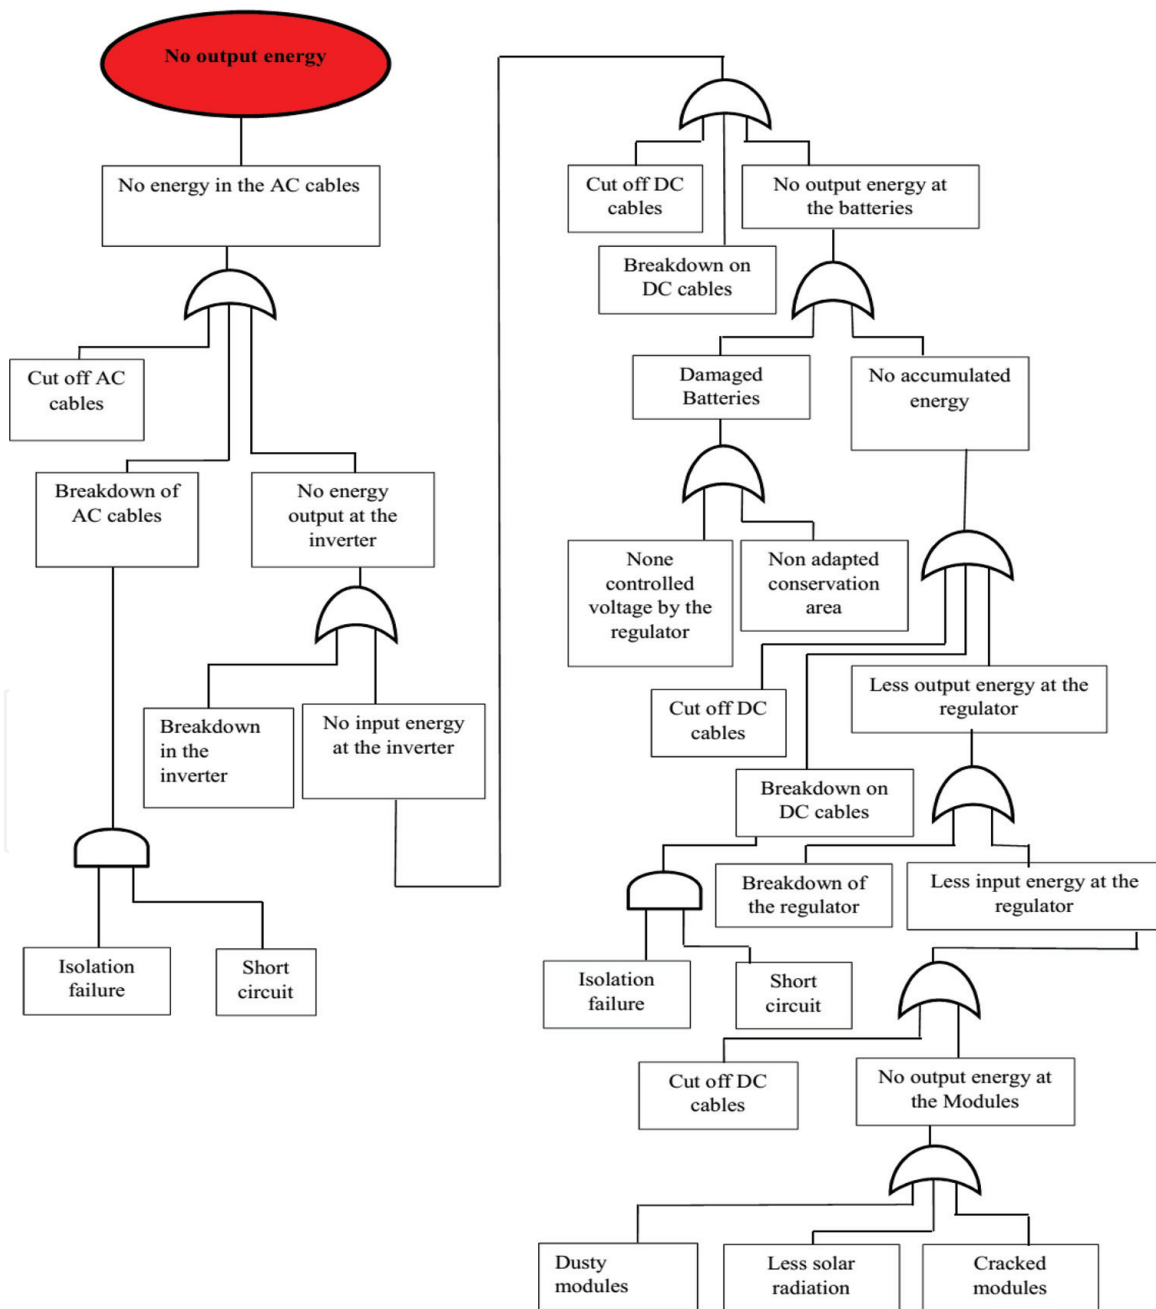 No output energy
No energy in the AC cables
Cut off AC
cables
Breakdown of
AC cables
No energy
output at the
inverter
Breakdown
in the
inverter
No input energy
at the inverter
Isolation
failure
Short
circuit
Cut off DC
cables
No output energy at
the batteries
Breakdown on
DC cables
Damaged
Batteries
No accumulated
energy
None
controlled
voltage by the
regulator
Non adapted
conservation
area
Cut off DC
cables
Less output energy at the
regulator
Breakdown on
DC cables
Breakdown of
the regulator
Less input energy at the
regulator
Isolation
failure
Short
circuit
Cut off DC
cables
No output energy at
the Modules
Dusty
modules
Less solar
radiation
Cracked
modules